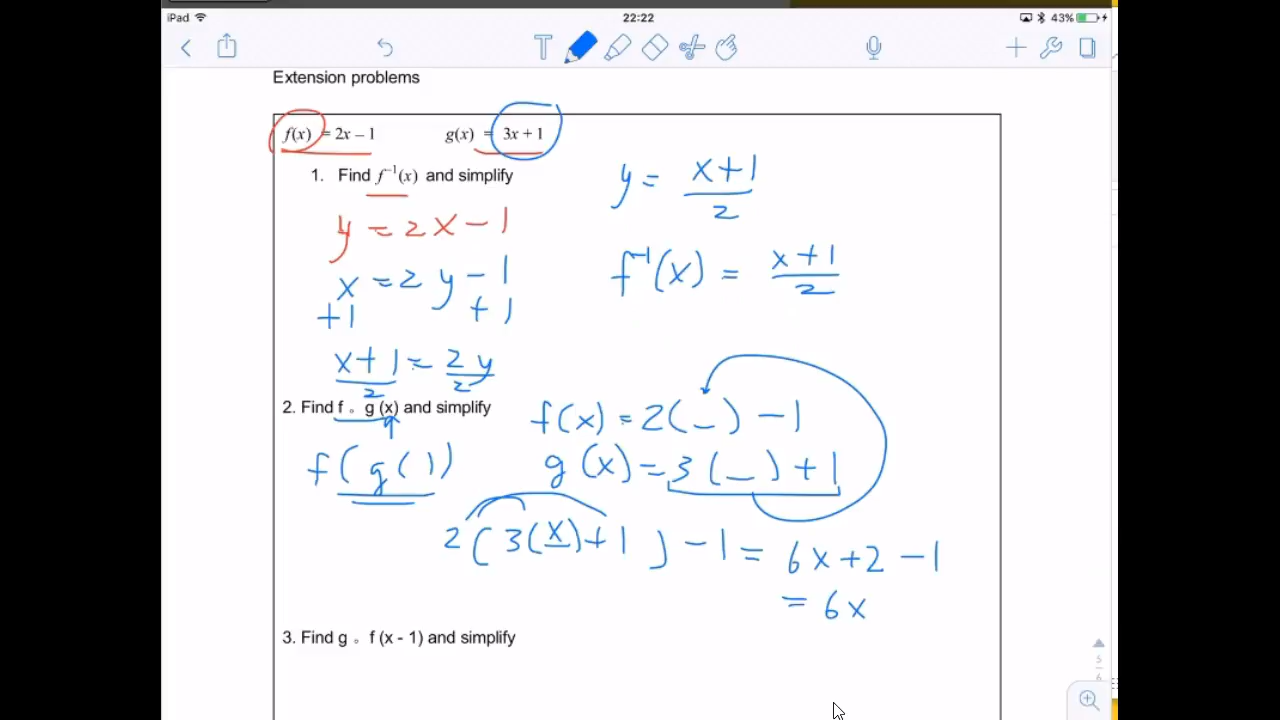 iPad 22:22 43%
T
Extension problems
f(x) = 2x – 1 g(x) = 3x + 1
1. Find f⁻¹(x) and simplify
y = x+1/2
y = 2x - 1
f⁻¹(x) = x+1/2
x = 2y - 1
+1 +1
x+1/2 = 2y/2
2. Find f ∘ g (x) and simplify
f(x) = 2(_) - 1
f(g( ))
g(x) = 3(_) + 1
2(3(x)+1) - 1 = 6x+2 - 1
= 6x
3. Find g ∘ f (x - 1) and simplify
5
6